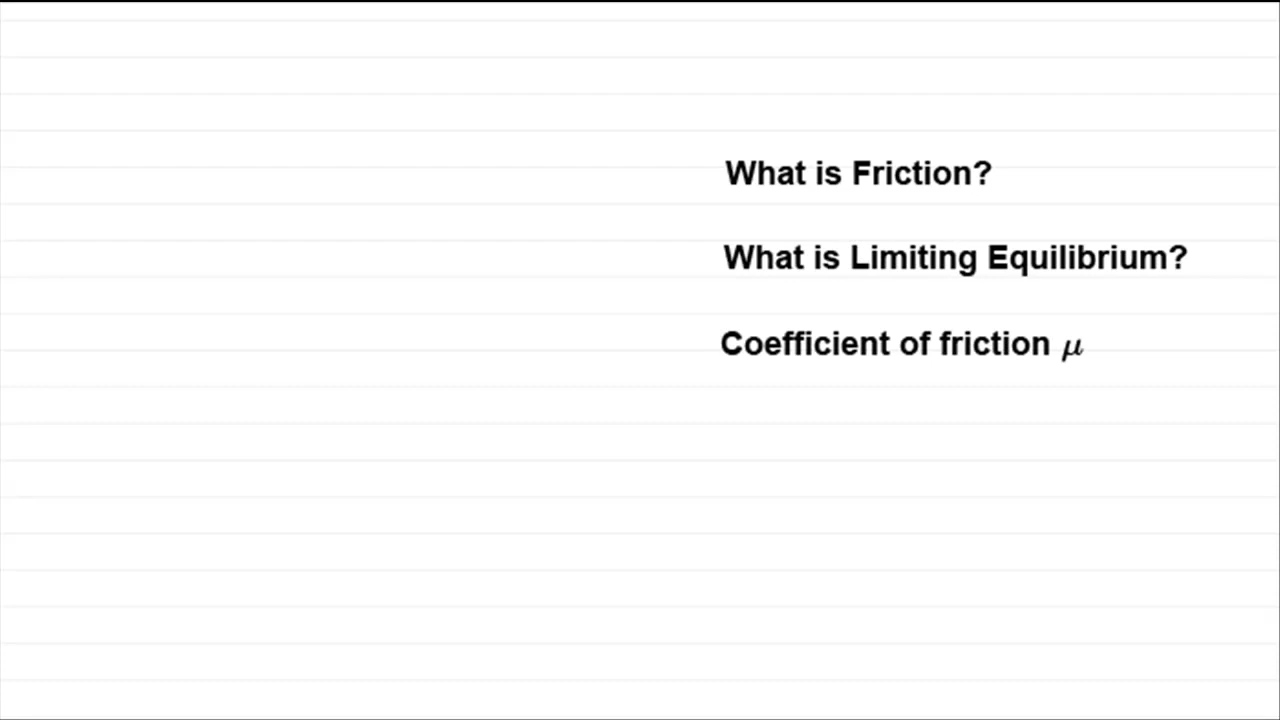 What is Friction?
What is Limiting Equilibrium?
Coefficient of friction μ